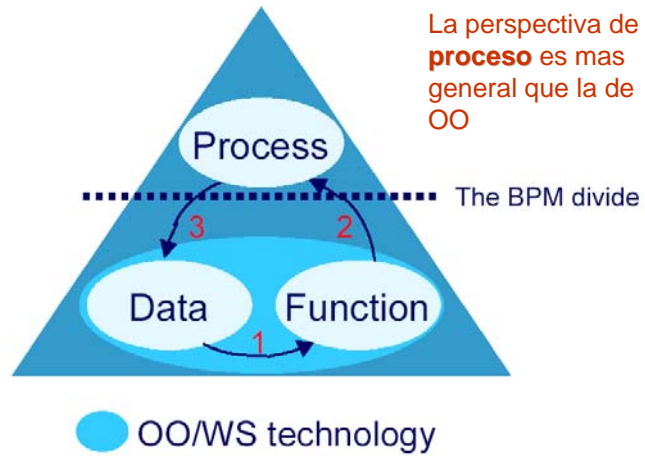 La perspectiva de
proceso es mas
general que la de
OO
Process
The BPM divide
3
2
Data
Function
1
OO/WS technology